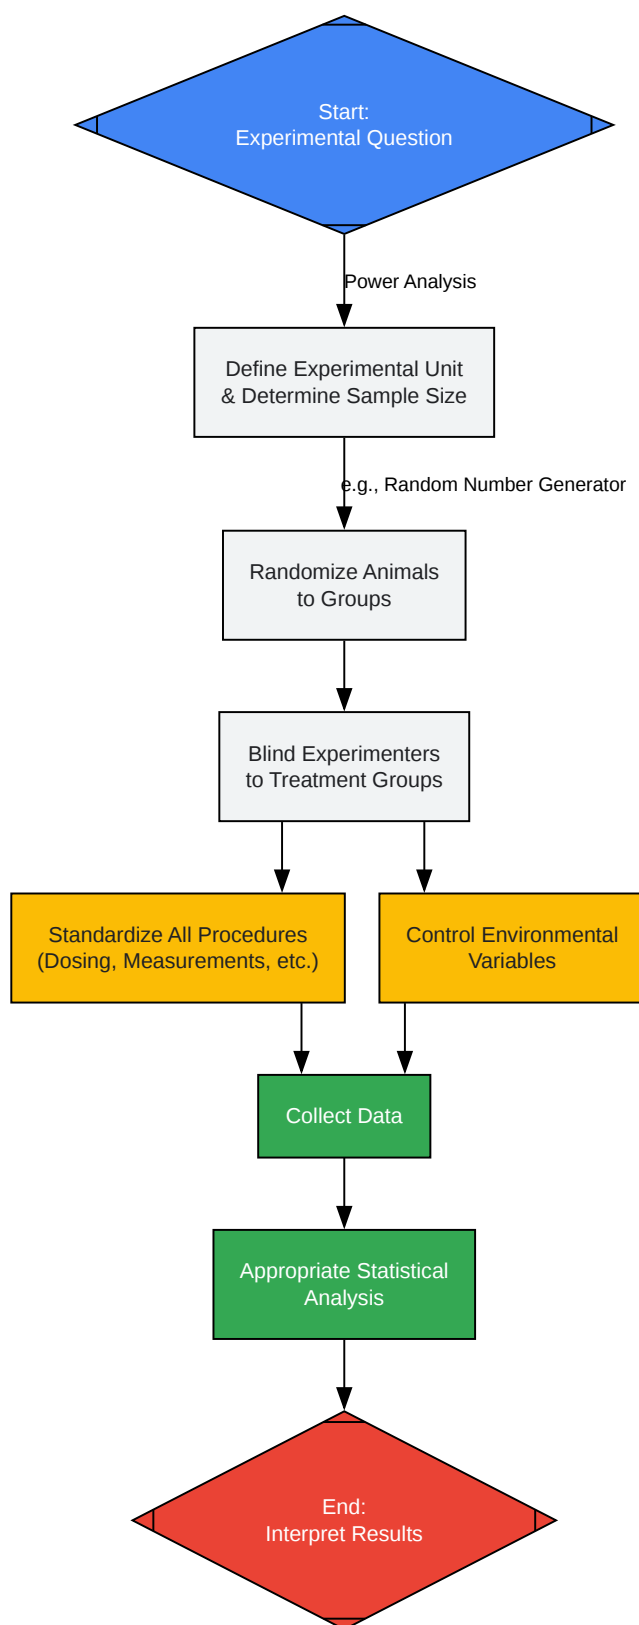 Start:
Experimental Question
Power Analysis
Define Experimental Unit
& Determine Sample Size
e.g., Random Number Generator
Randomize Animals
to Groups
Blind Experimenters
to Treatment Groups
Standardize All Procedures
(Dosing, Measurements, etc.)
Control Environmental
Variables
Collect Data
Appropriate Statistical
Analysis
End:
Interpret Results